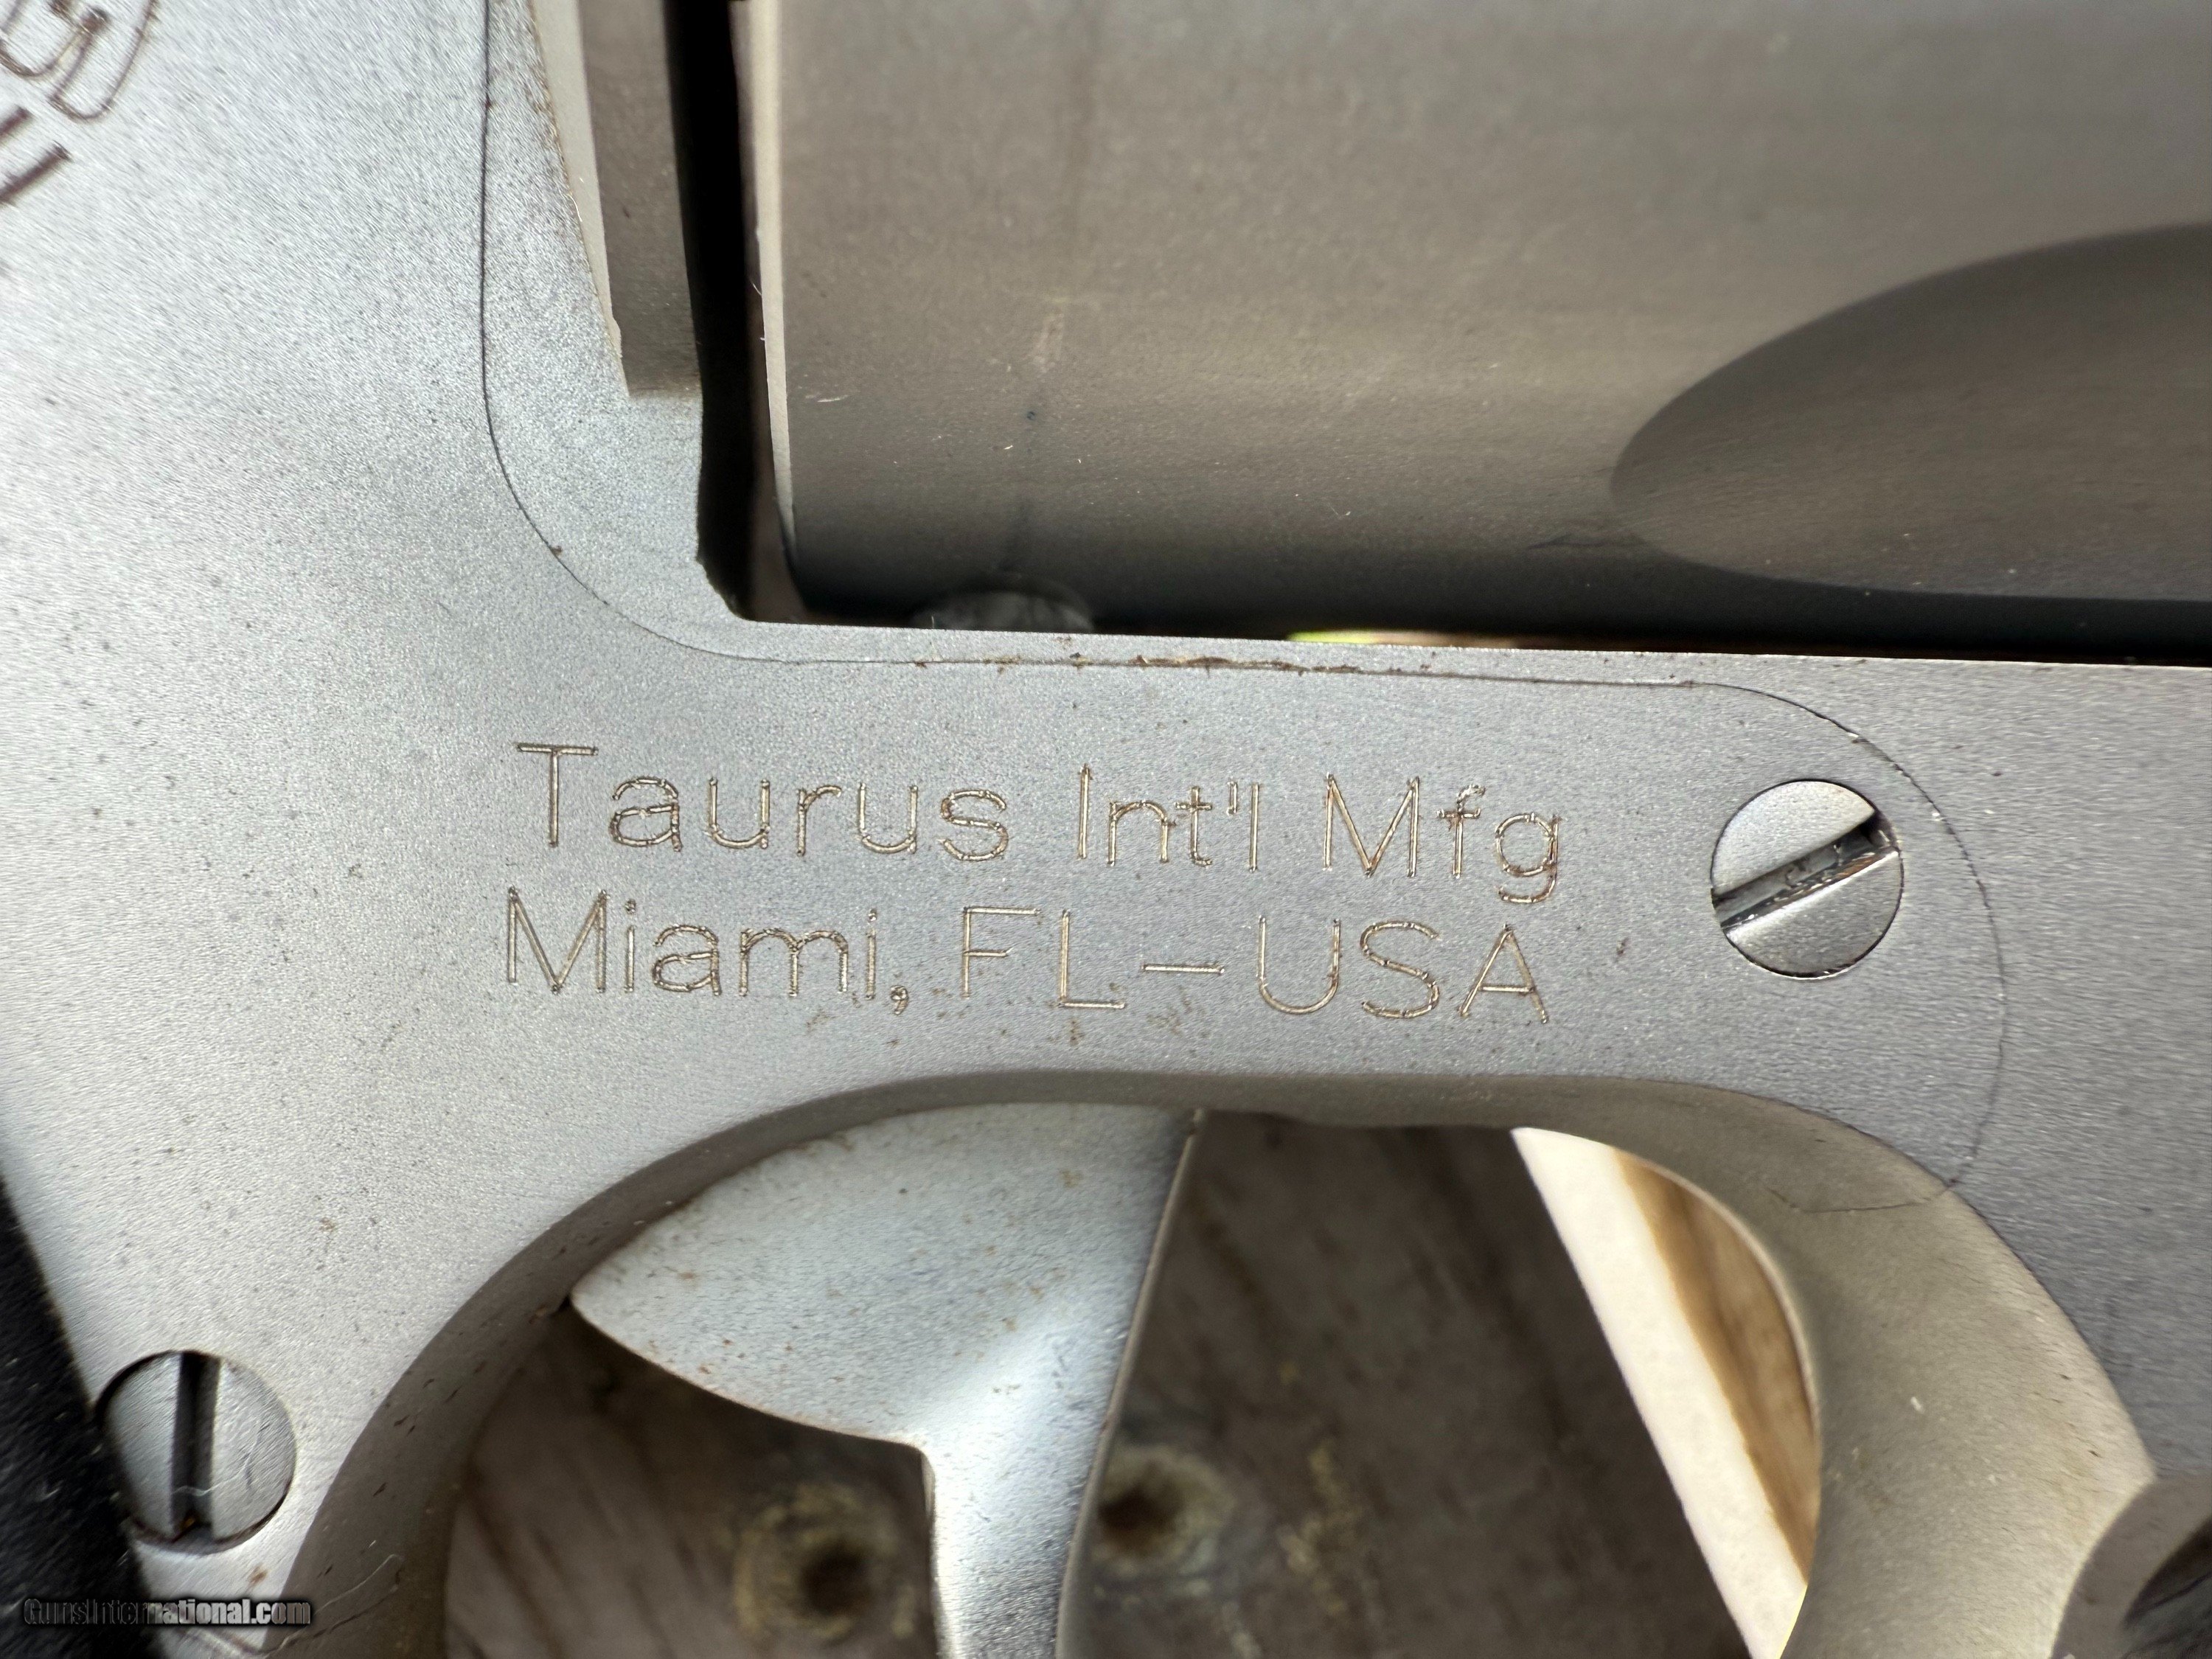 Taurus Int'l Mfg
Miami, FL-USA
GunsInternational.com